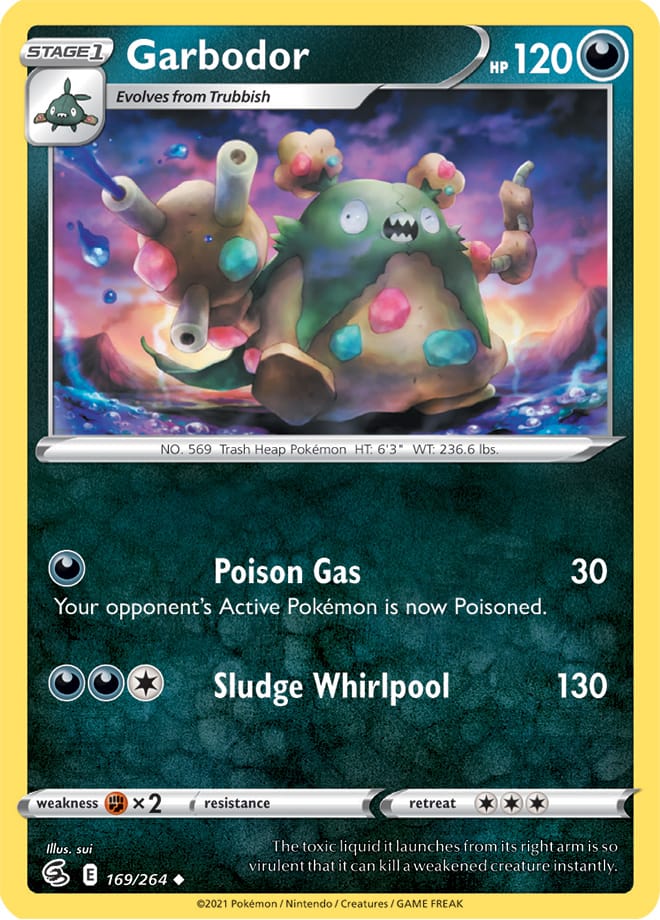 STAGE 1
Garbodor
HP 120
Evolves from Trubbish
NO. 569 Trash Heap Pokémon HT: 6'3" WT: 236.6 lbs.
Poison Gas 30
Your opponent's Active Pokémon is now Poisoned.
Sludge Whirlpool 130
weakness ×2 resistance retreat
Illus. sui
The toxic liquid it launches from its right arm is so
virulent that it can kill a weakened creature instantly.
E 169/264
©2021 Pokémon / Nintendo / Creatures / GAME FREAK